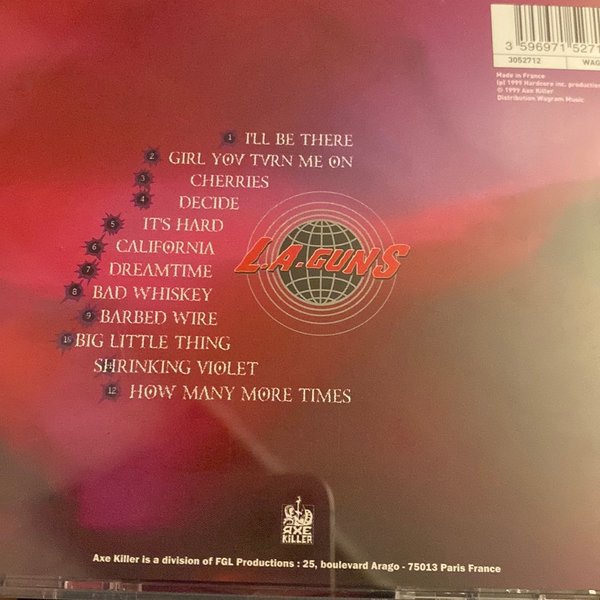 3 596971 5271
3052712 WAG
Made in France
(p) 1999 Hardcore inc. production
© 1999 Axe Killer
Distribution Wagram Music
1 I'LL BE THERE
2 GIRL YOV TVRN ME ON
3 CHERRIES
4 DECIDE
5 IT'S HARD
6 CALIFORNIA
7 DREAMTIME
8 BAD WHISKEY
9 BARBED WIRE
10 BIG LITTLE THING
SHRINKING VIOLET
12 HOW MANY MORE TIMES
L.A.GUNS
AXE
KILLER
Axe Killer is a division of FGL Productions : 25, boulevard Arago - 75013 Paris France